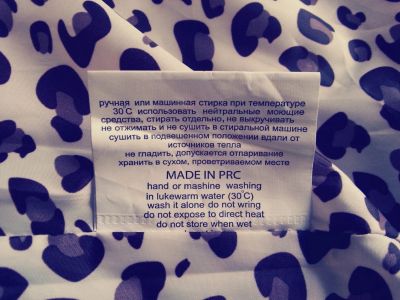 ручная или машинная стирка при температуре
30˚С использовать нейтральные моющие
средства, стирать отдельно, не выкручивать
не отжимать и не сушить в стиральной машине
сушить в подвешенном положении вдали от
источников тепла
не гладить, допускается отпаривание
хранить в сухом, проветриваемом месте
MADE IN PRC
hand or mashine washing
in lukewarm water (30˚C)
wash it alone do not wring
do not expose to direct heat
do not store when wet